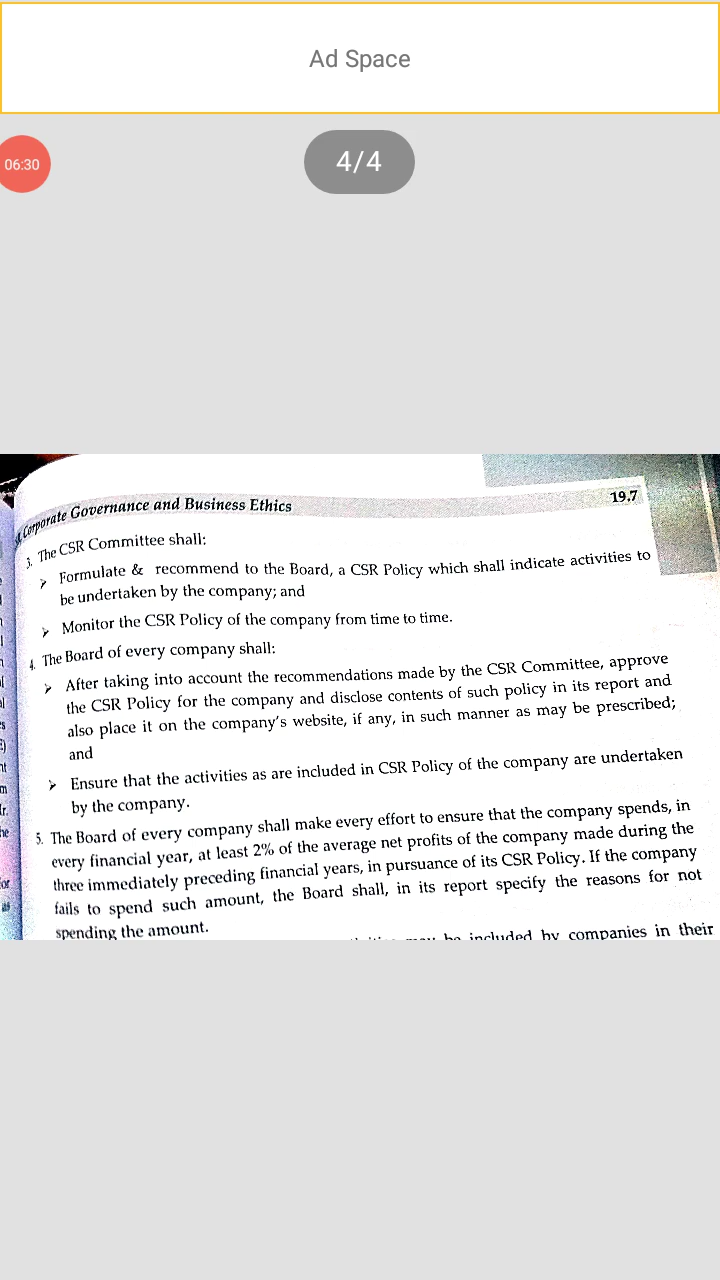 Ad Space
06:30
4/4
Corporate Governance and Business Ethics 19.7
3. The CSR Committee shall:
➢ Formulate & recommend to the Board, a CSR Policy which shall indicate activities to
be undertaken by the company; and
➢ Monitor the CSR Policy of the company from time to time.
4. The Board of every company shall:
➢ After taking into account the recommendations made by the CSR Committee, approve
the CSR Policy for the company and disclose contents of such policy in its report and
also place it on the company's website, if any, in such manner as may be prescribed;
and
➢ Ensure that the activities as are included in CSR Policy of the company are undertaken
by the company.
5. The Board of every company shall make every effort to ensure that the company spends, in
every financial year, at least 2% of the average net profits of the company made during the
three immediately preceding financial years, in pursuance of its CSR Policy. If the company
fails to spend such amount, the Board shall, in its report specify the reasons for not
spending the amount.
may be included by companies in their